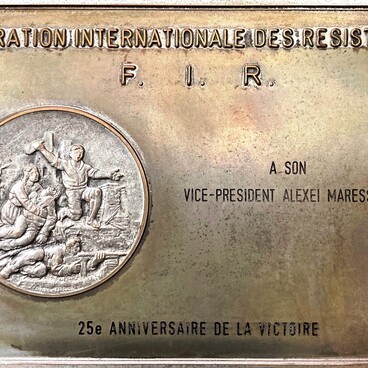 RATION INTERNATIONALE DES RESIST
F. I. R.
A SON
VICE-PRESIDENT ALEXEI MARESS
25e ANNIVERSAIRE DE LA VICTOIRE